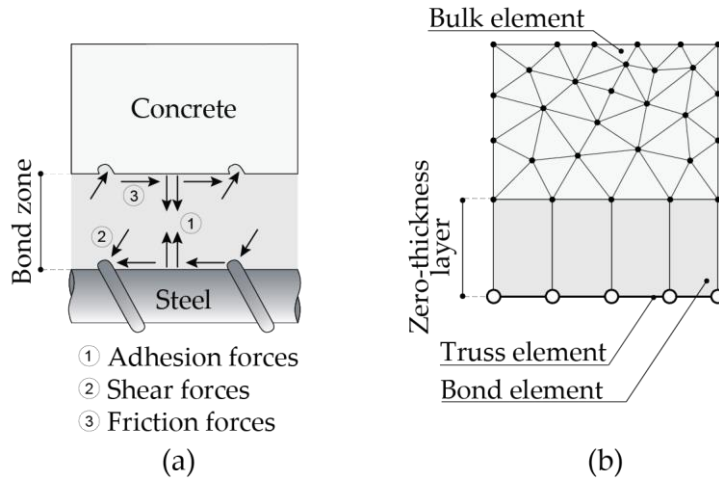 Concrete
Bond zone
③
①
②
Steel
① Adhesion forces
② Shear forces
③ Friction forces
(a)
Bulk element
Zero-thickness
layer
Truss element
Bond element
(b)